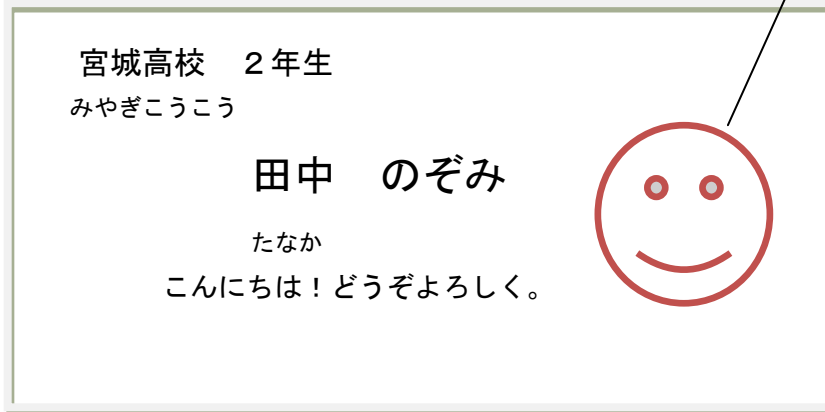 宮城高校　２年生
みやぎこうこう
田中　のぞみ
たなか
こんにちは！どうぞよろしく。